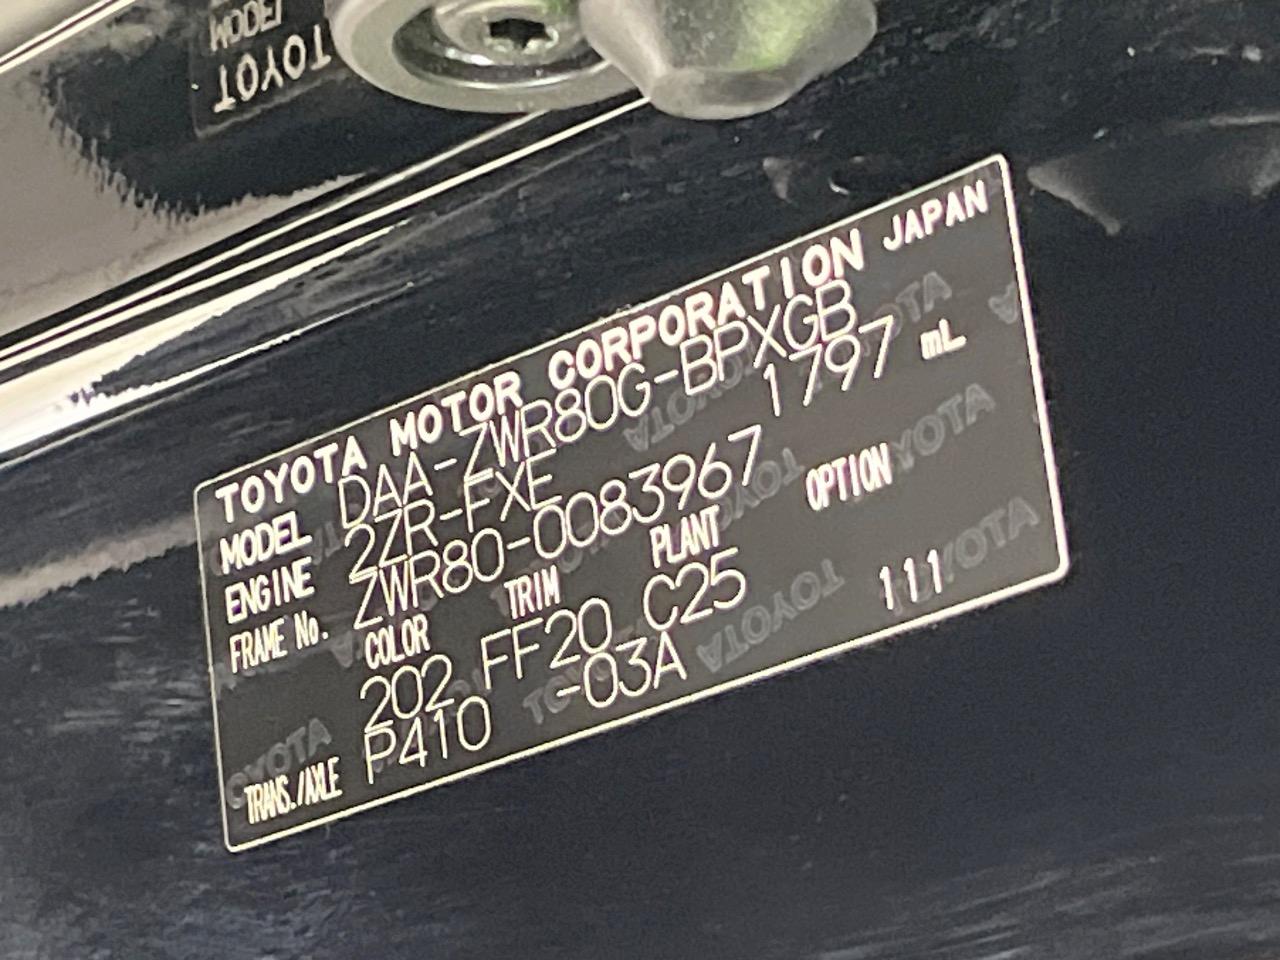 TOYOTA MOTOR CORPORATION JAPAN
MODEL DAA-ZWR80G-BPXGB
ENGINE 2ZR-FXE 1797 mL
FRAME No. ZWR80-0083967
COLOR TRIM PLANT OPTION
202 FF20 C25 111
TRANS./AXLE P410 -03A